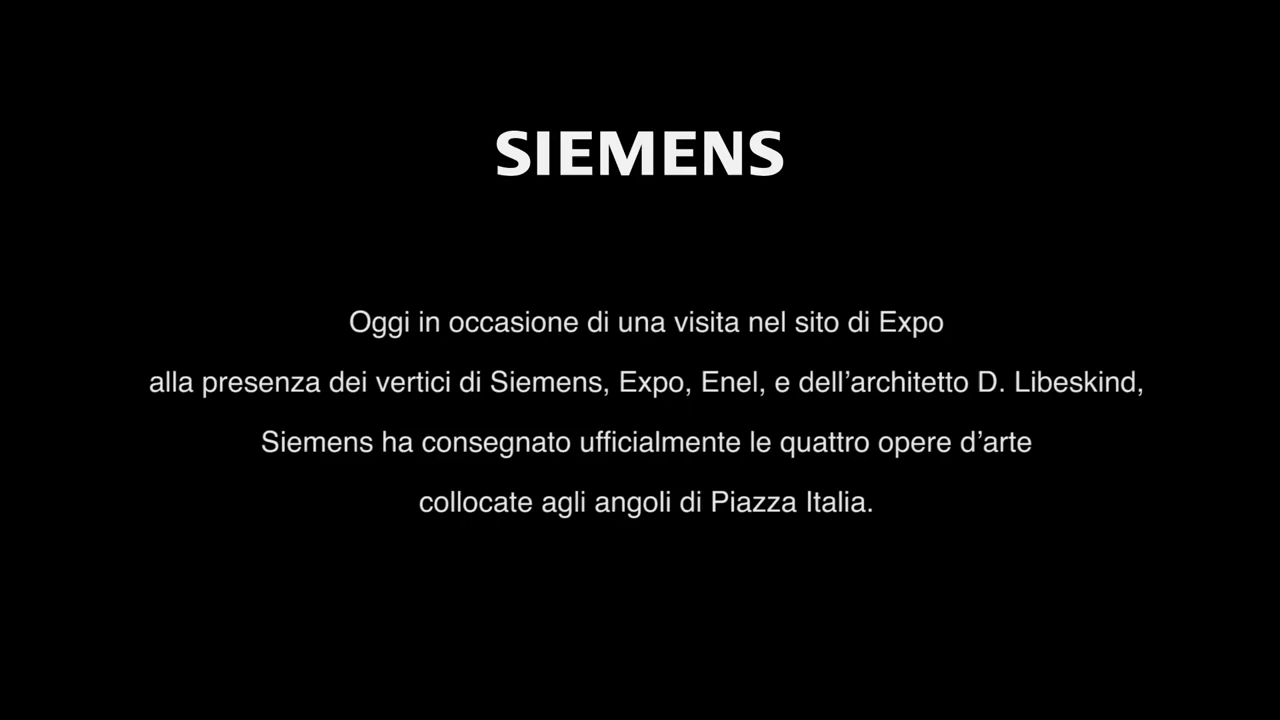 SIEMENS
Oggi in occasione di una visita nel sito di Expo
alla presenza dei vertici di Siemens, Expo, Enel, e dell’architetto D. Libeskind,
Siemens ha consegnato ufficialmente le quattro opere d’arte
collocate agli angoli di Piazza Italia.